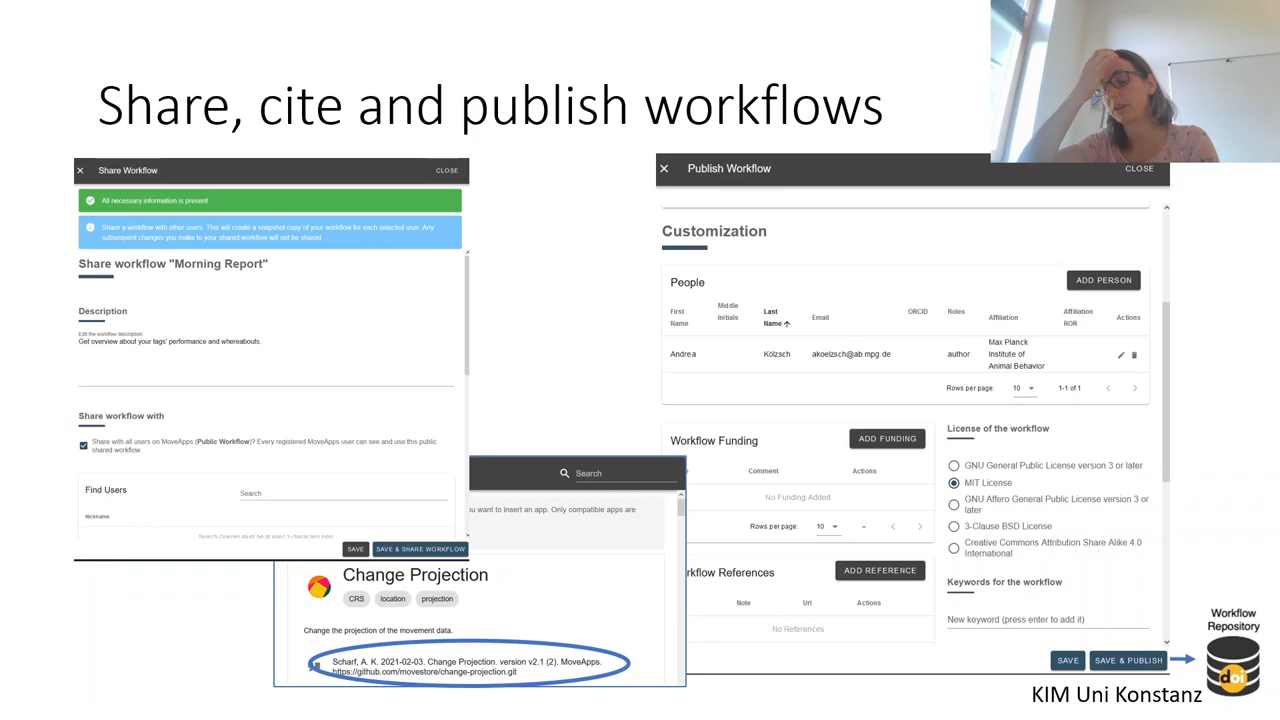 Share, cite and publish workflows
Share Workflow
CLOSE
All necessary information is present
Share a workflow with other users. This will create a snapshot copy of your workflow for each selected user. Any
subsequent changes you make to your shared workflow will not be shared.
Share workflow "Morning Report"
Description
Edit the workflow description.
Get overview about your tags' performance and whereabouts.
Share workflow with
Share with all users on MoveApps (Public Workflow)? Every registered MoveApps user can see and use this public
shared workflow
Find Users
Search
Nickname
Search Queries must be at least 3 characters long
SAVE
SAVE & SHARE WORKFLOW
Search
ou want to insert an app. Only compatible apps are
Change Projection
CRS
location
projection
Change the projection of the movement data.
Scharf, A. K. 2021-02-03. Change Projection. version v2.1 (2). MoveApps.
https://github.com/movestore/change-projection.git
Publish Workflow
CLOSE
Customization
People
ADD PERSON
First Name
Middle Initials
Last Name
Email
ORCID
Roles
Affiliation
Affiliation ROR
Actions
Andrea
Kölzsch
akoelzsch@ab.mpg.de
author
Max Planck
Institute of
Animal Behavior
Rows per page: 10
1-1 of 1
Workflow Funding
ADD FUNDING
Comment
Actions
No Funding Added
Rows per page: 10
–
rkflow References
ADD REFERENCE
Note
Url
Actions
No References
License of the workflow
GNU General Public License version 3 or later
MIT License
GNU Affero General Public License version 3 or
later
3-Clause BSD License
Creative Commons Attribution Share Alike 4.0
International
Keywords for the workflow
New keyword (press enter to add it)
SAVE
SAVE & PUBLISH
Workflow
Repository
doi
KIM Uni Konstanz